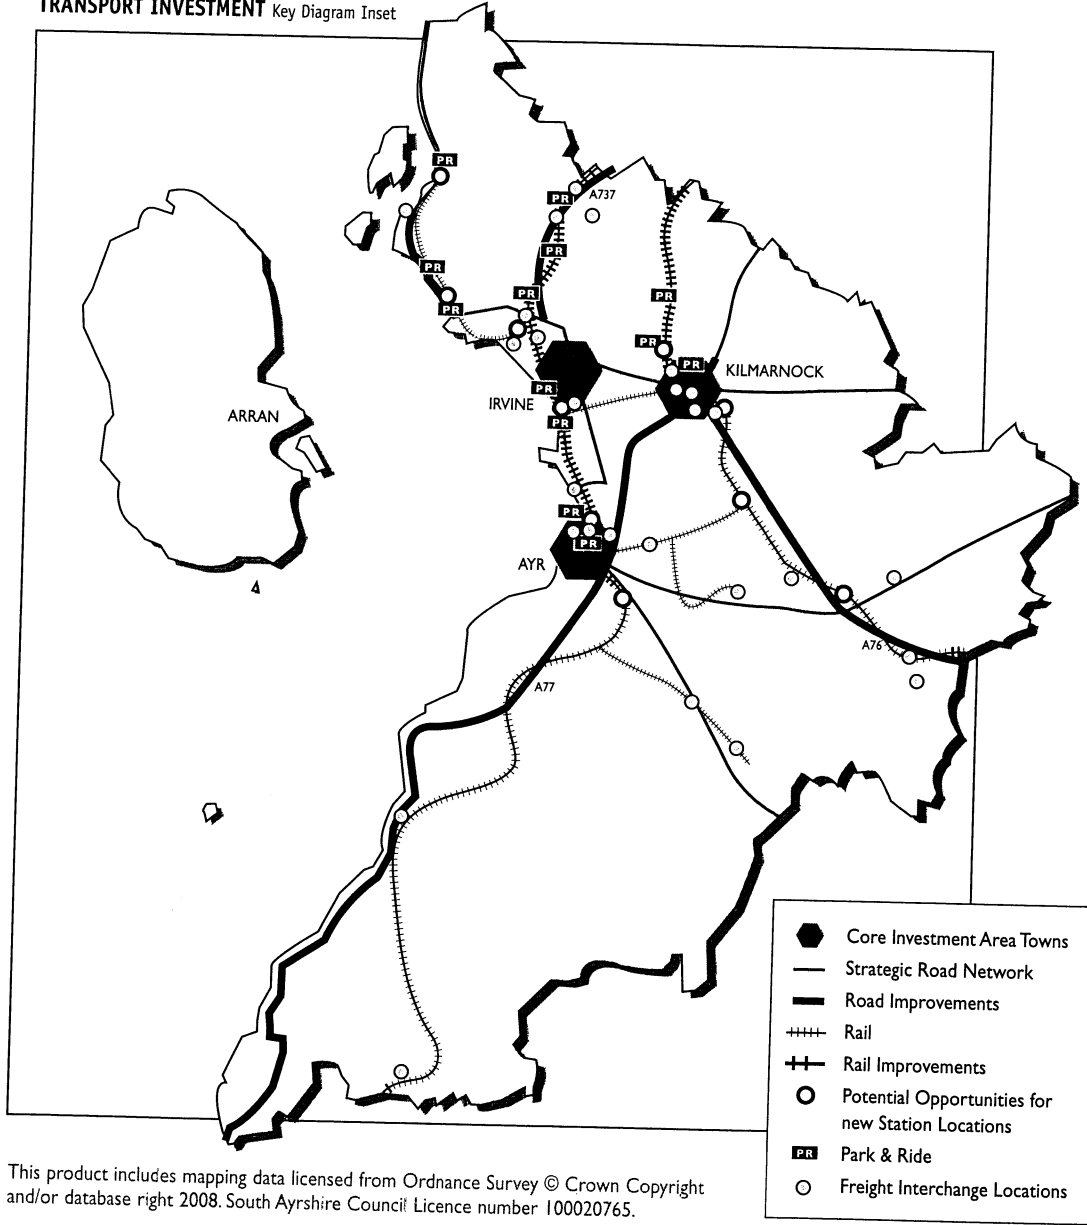 TRANSPORT INVESTMENT Key Diagram Inset
PR
PR
A737
PR
PR
PR
PR
PR
PR
PR
KILMARNOCK
PR
IRVINE
ARRAN
PR
PR
PR
AYR
A76
A77
Core Investment Area Towns
Strategic Road Network
Road Improvements
Rail
Rail Improvements
Potential Opportunities for
new Station Locations
PR Park & Ride
Freight Interchange Locations
This product includes mapping data licensed from Ordnance Survey © Crown Copyright
and/or database right 2008. South Ayrshire Council Licence number 100020765.